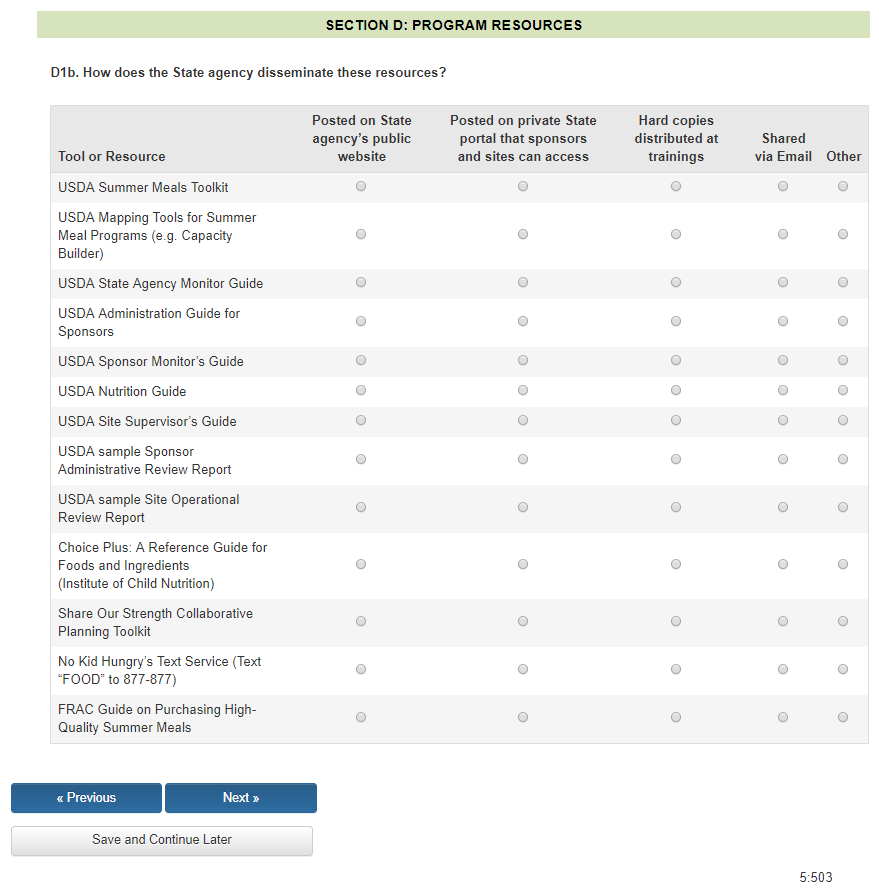 SECTION D: PROGRAM RESOURCES
D1b. How does the State agency disseminate these resources?
Tool or Resource
Posted on State
agency’s public
website
Posted on private State
portal that sponsors
and sites can access
Hard copies
distributed at
trainings
Shared
via Email
Other
USDA Summer Meals Toolkit
USDA Mapping Tools for Summer
Meal Programs (e.g. Capacity
Builder)
USDA State Agency Monitor Guide
USDA Administration Guide for
Sponsors
USDA Sponsor Monitor’s Guide
USDA Nutrition Guide
USDA Site Supervisor’s Guide
USDA sample Sponsor
Administrative Review Report
USDA sample Site Operational
Review Report
Choice Plus: A Reference Guide for
Foods and Ingredients
(Institute of Child Nutrition)
Share Our Strength Collaborative
Planning Toolkit
No Kid Hungry’s Text Service (Text
“FOOD” to 877-877)
FRAC Guide on Purchasing High-
Quality Summer Meals
« Previous
Next »
Save and Continue Later
5:503